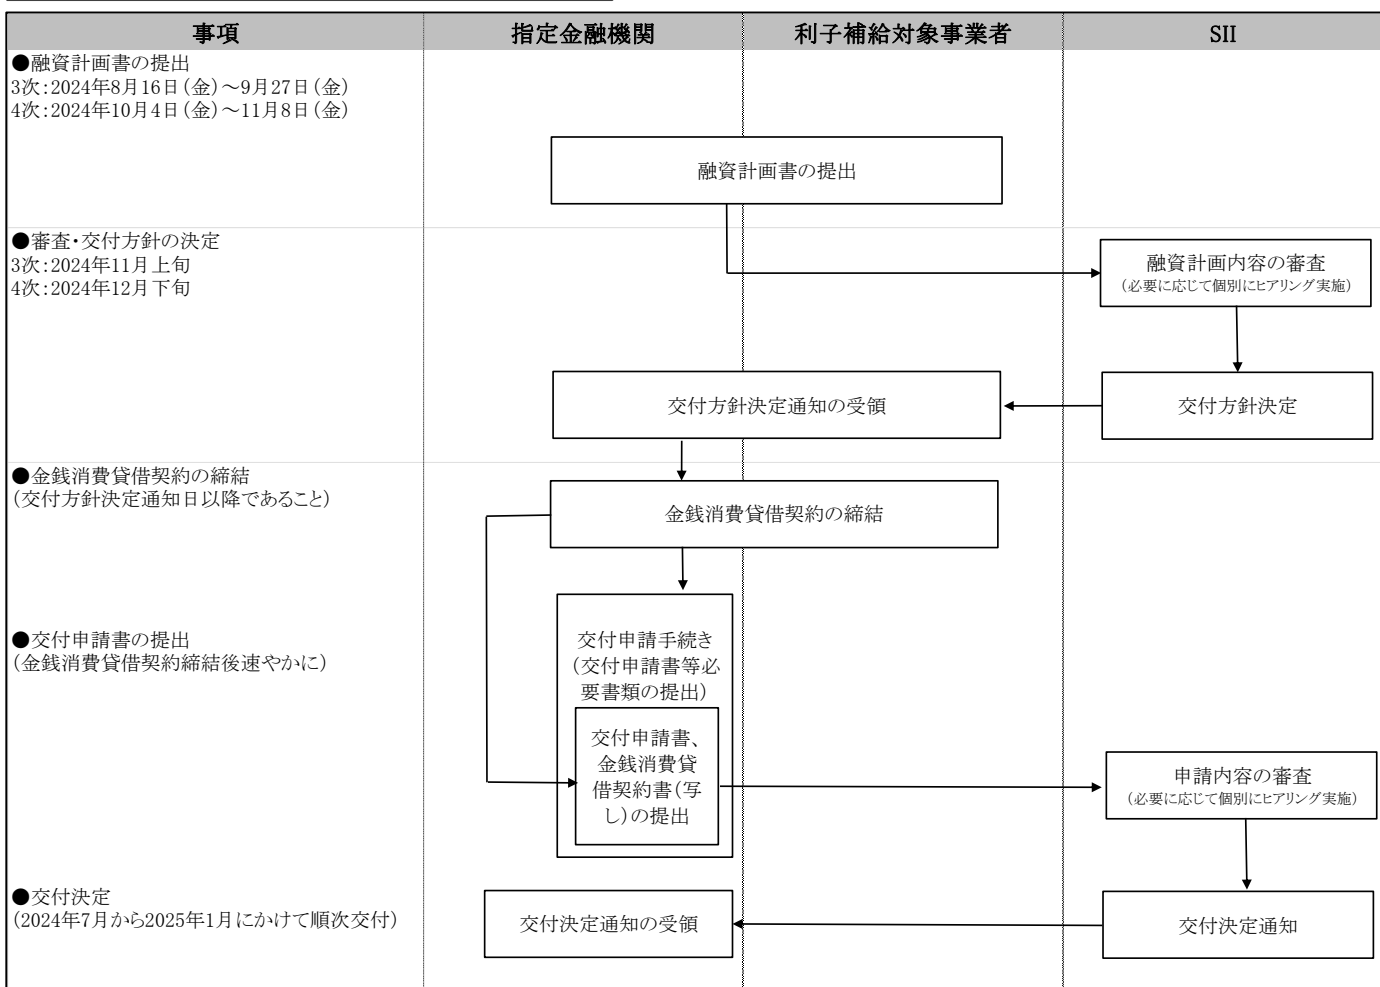 事項 指定金融機関 利子補給対象事業者 SII
●融資計画書の提出
3次:2024年8月16日(金)～9月27日(金)
4次:2024年10月4日(金)～11月8日(金)
融資計画書の提出
●審査・交付方針の決定
3次:2024年11月上旬
4次:2024年12月下旬
融資計画内容の審査
(必要に応じて個別にヒアリング実施)
交付方針決定通知の受領
交付方針決定
●金銭消費貸借契約の締結
(交付方針決定通知日以降であること)
金銭消費貸借契約の締結
●交付申請書の提出
(金銭消費貸借契約締結後速やかに)
交付申請手続き
(交付申請書等必
要書類の提出)
交付申請書、
金銭消費貸
借契約書(写
し)の提出
申請内容の審査
(必要に応じて個別にヒアリング実施)
●交付決定
(2024年7月から2025年1月にかけて順次交付)
交付決定通知の受領
交付決定通知